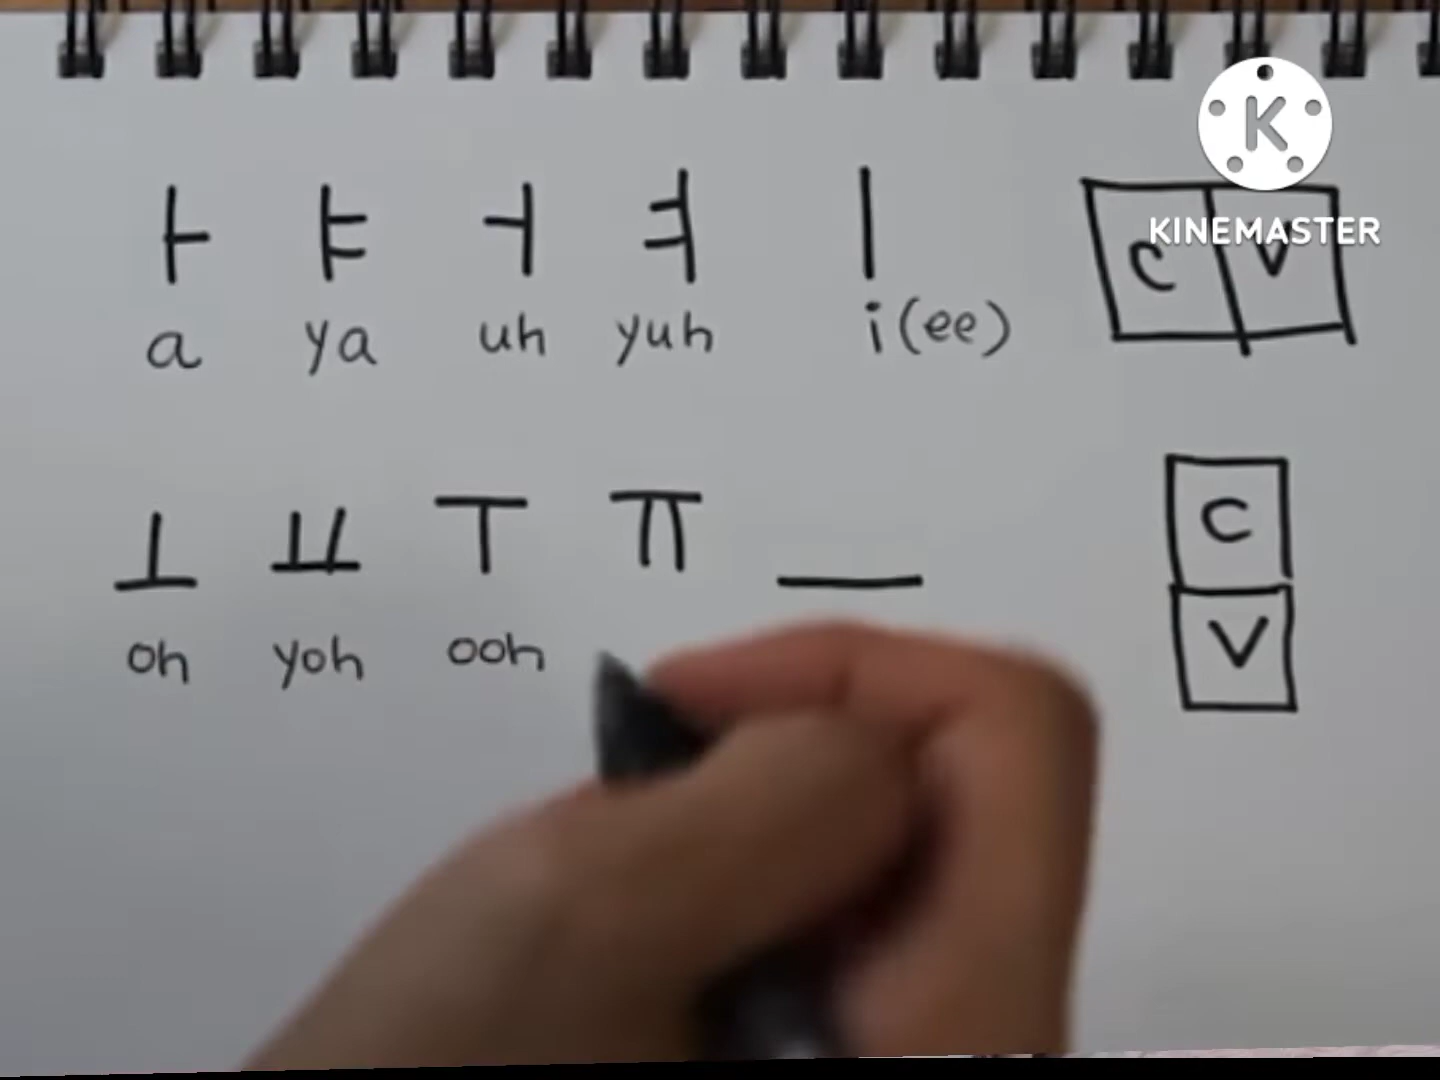 ㅏ ㅑ ㅓ ㅕ ㅣ
a ya uh yuh i(ee)
C V
KINEMASTER
ㅗ ㅛ ㅜ ㅠ ㅡ
oh yoh ooh
C
V